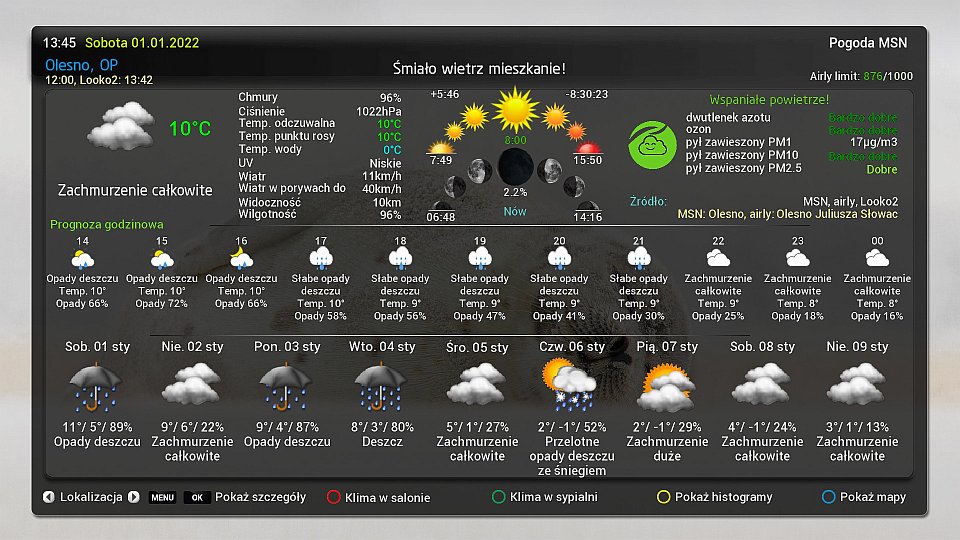 13:45 Sobota 01.01.2022
Pogoda MSN
Olesno, OP
12:00, Looko2: 13:42
Śmiało wietrz mieszkanie!
Airly limit: 876/1000
10°C
Zachmurzenie całkowite
Chmury 96%
Ciśnienie 1022hPa
Temp. odczuwalna 10°C
Temp. punktu rosy 10°C
Temp. wody 0°C
UV Niskie
Wiatr 11km/h
Wiatr w porywach do 40km/h
Widoczność 10km
Wilgotność 96%
+5:46 -8:30:23
8:00
7:49 15:50
2.2%
06:48 Nów 14:16
Wspaniałe powietrze!
dwutlenek azotu Bardzo dobre
ozon Bardzo dobre
pył zawieszony PM1 17µg/m3
pył zawieszony PM10 Bardzo dobre
pył zawieszony PM2.5 Dobre
Źródło: MSN, airly, Looko2
MSN: Olesno, airly: Olesno Juliusza Słowac
Prognoza godzinowa
14 15 16 17 18 19 20 21 22 23 00
Opady deszczu Opady deszczu Opady deszczu Słabe opady Słabe opady Słabe opady Słabe opady Słabe opady Zachmurzenie Zachmurzenie Zachmurzenie
Temp. 10° Temp. 10° Temp. 10° deszczu deszczu deszczu deszczu deszczu całkowite całkowite całkowite
Opady 66% Opady 72% Opady 66% Temp. 10° Temp. 9° Temp. 9° Temp. 9° Temp. 9° Temp. 9° Temp. 8° Temp. 8°
Opady 58% Opady 56% Opady 47% Opady 41% Opady 30% Opady 25% Opady 18% Opady 16%
Sob. 01 sty Nie. 02 sty Pon. 03 sty Wto. 04 sty Śro. 05 sty Czw. 06 sty Pią. 07 sty Sob. 08 sty Nie. 09 sty
11°/ 5°/ 89% 9°/ 6°/ 22% 9°/ 4°/ 87% 8°/ 3°/ 80% 5°/ 1°/ 27% 2°/ -1°/ 52% 2°/ -1°/ 29% 4°/ -1°/ 24% 3°/ 1°/ 13%
Opady deszczu Zachmurzenie Opady deszczu Deszcz Zachmurzenie Przelotne Zachmurzenie Zachmurzenie Zachmurzenie
całkowite całkowite opady deszczu duże całkowite całkowite
ze śniegiem
Lokalizacja MENU OK Pokaż szczegóły Klima w salonie Klima w sypialni Pokaż histogramy Pokaż mapy